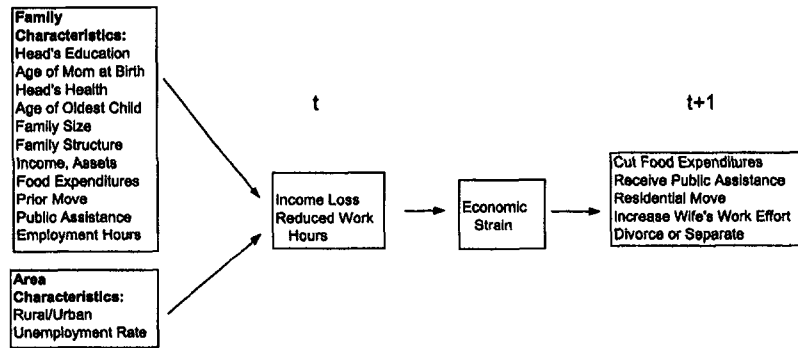 Family
Characteristics:
Head's Education
Age of Mom at Birth
Head's Health
Age of Oldest Child
Family Size
Family Structure
Income, Assets
Food Expenditures
Prior Move
Public Assistance
Employment Hours
Area
Characteristics:
Rural/Urban
Unemployment Rate
t
Income Loss
Reduced Work
Hours
Economic
Strain
t+1
Cut Food Expenditures
Receive Public Assistance
Residential Move
Increase Wife's Work Effort
Divorce or Separate